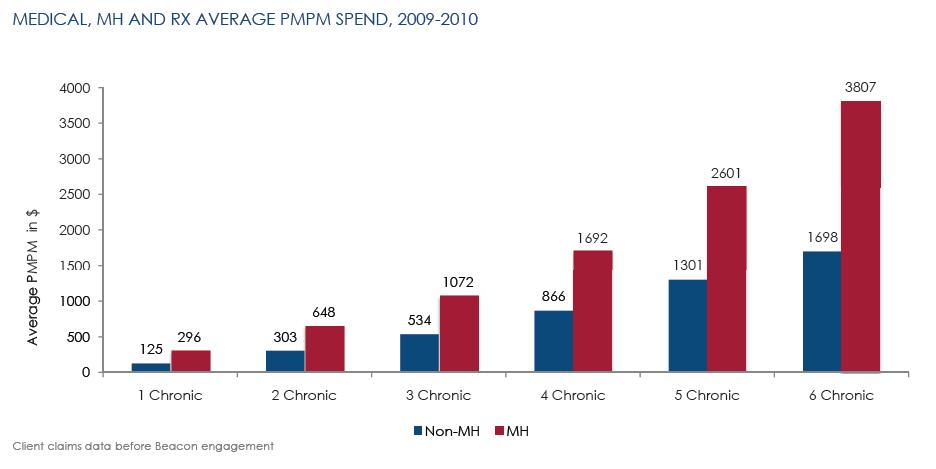 MEDICAL, MH AND RX AVERAGE PMPM SPEND, 2009-2010
Average PMPM in $
4000
3500
3000
2500
2000
1500
1000
500
0
125
296
303
648
534
1072
866
1692
1301
2601
1698
3807
1 Chronic
2 Chronic
3 Chronic
4 Chronic
5 Chronic
6 Chronic
Non-MH
MH
Client claims data before Beacon engagement